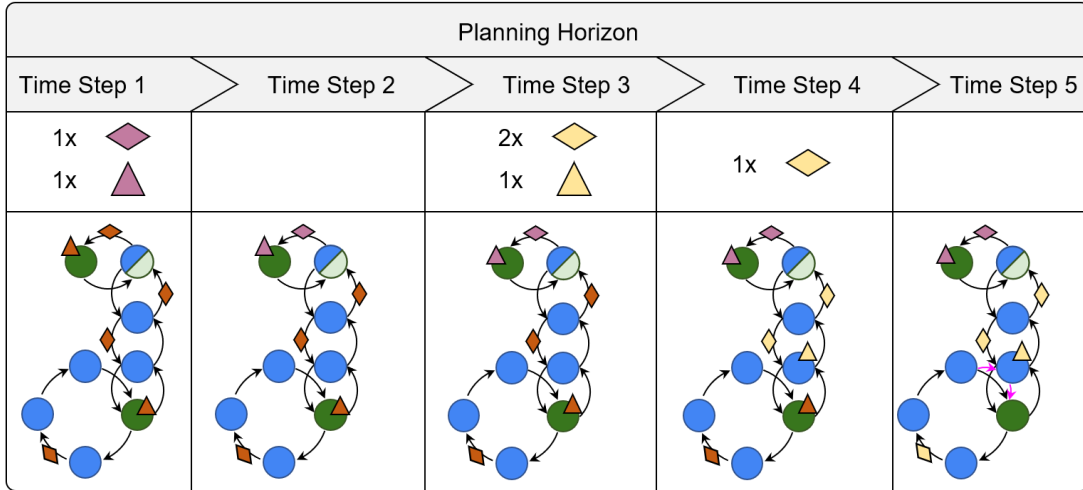 Planning Horizon
Time Step 1 Time Step 2 Time Step 3 Time Step 4 Time Step 5
1x 2x
1x
1x 1x